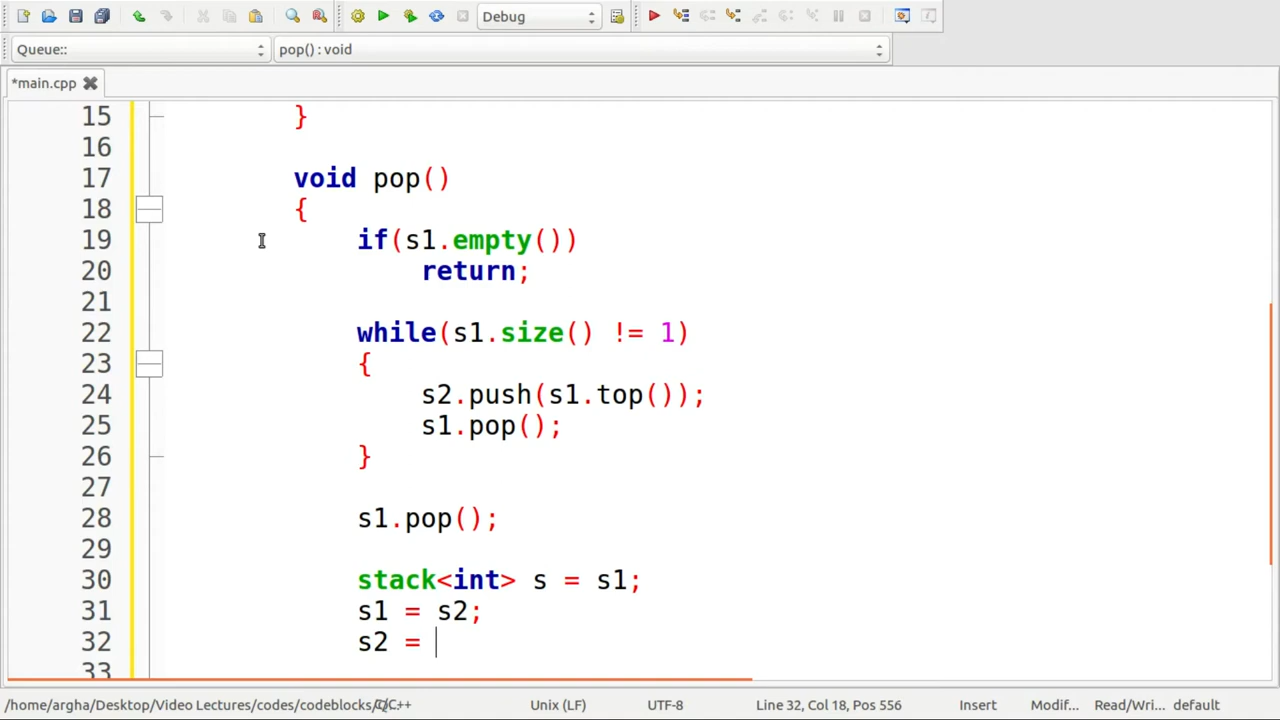 Debug
Queue::
pop() : void
*main.cpp
15 }
16
17 void pop()
18 {
19 if(s1.empty())
20 return;
21
22 while(s1.size() != 1)
23 {
24 s2.push(s1.top());
25 s1.pop();
26 }
27
28 s1.pop();
29
30 stack<int> s = s1;
31 s1 = s2;
32 s2 =
33
/home/argha/Desktop/Video Lectures/codes/codeblocks/Q... C/C++ Unix (LF) UTF-8 Line 32, Col 18, Pos 556 Insert Modif... Read/Wri... default